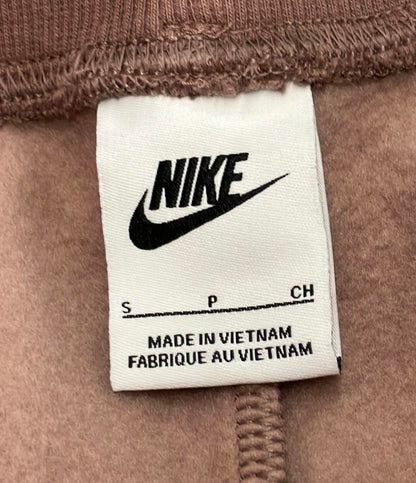 NIKE
S P CH
MADE IN VIETNAM
FABRIQUE AU VIETNAM